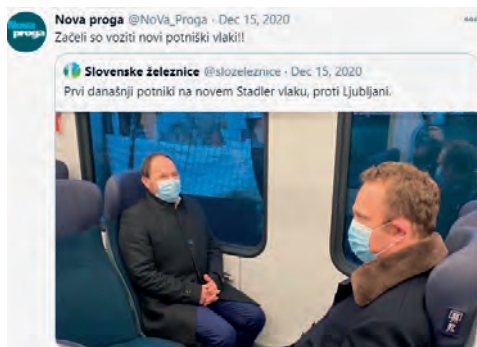 Nova proga
Nova proga @NoVa_Proga · Dec 15, 2020
Začeli so voziti novi potniški vlaki!!
Slovenske železnice @slozeleznice · Dec 15, 2020
Prvi današnji potniki na novem Stadler vlaku, proti Ljubljani.